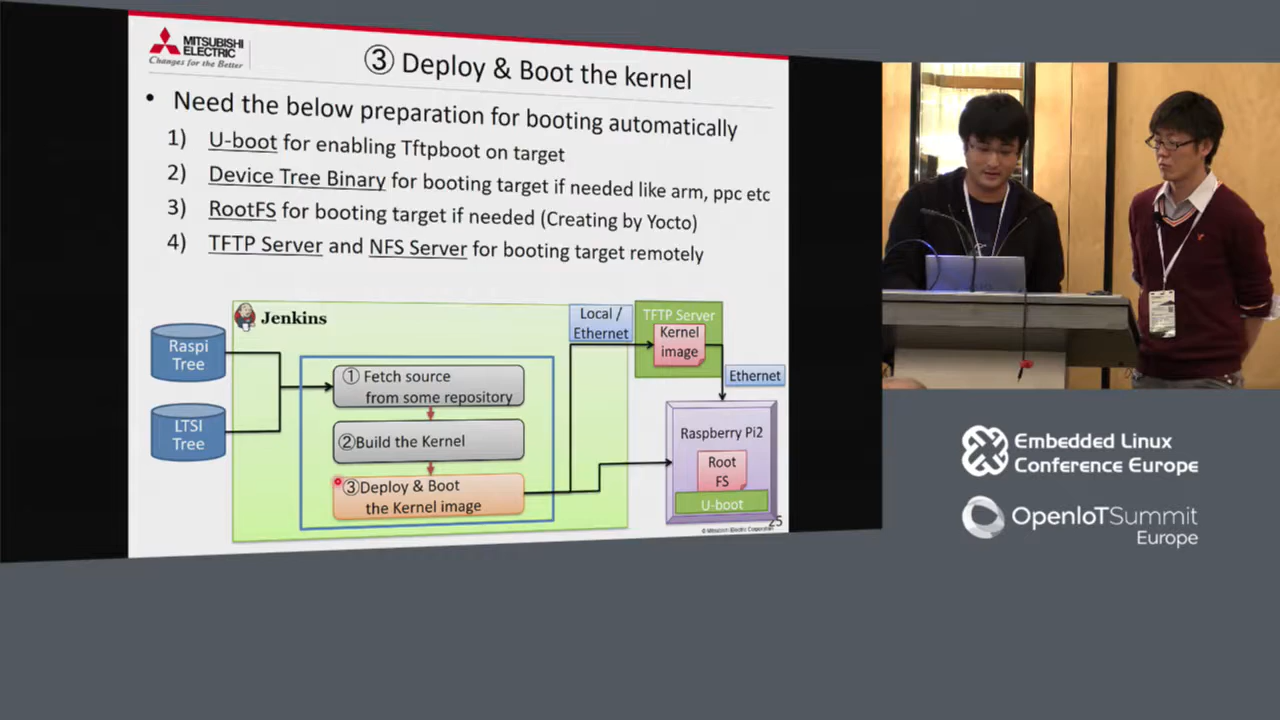 MITSUBISHI
ELECTRIC
Changes for the Better
③ Deploy & Boot the kernel
• Need the below preparation for booting automatically
1) U-boot for enabling Tftpboot on target
2) Device Tree Binary for booting target if needed like arm, ppc etc
3) RootFS for booting target if needed (Creating by Yocto)
4) TFTP Server and NFS Server for booting target remotely
Jenkins
Raspi
Tree
LTSI
Tree
① Fetch source
from some repository
②Build the Kernel
③Deploy & Boot
the Kernel image
Local /
Ethernet
TFTP Server
Kernel
image
Ethernet
Raspberry Pi2
Root
FS
U-boot
25
© Mitsubishi Electric Corporation
Embedded Linux
Conference Europe
OpenIoTSummit
Europe